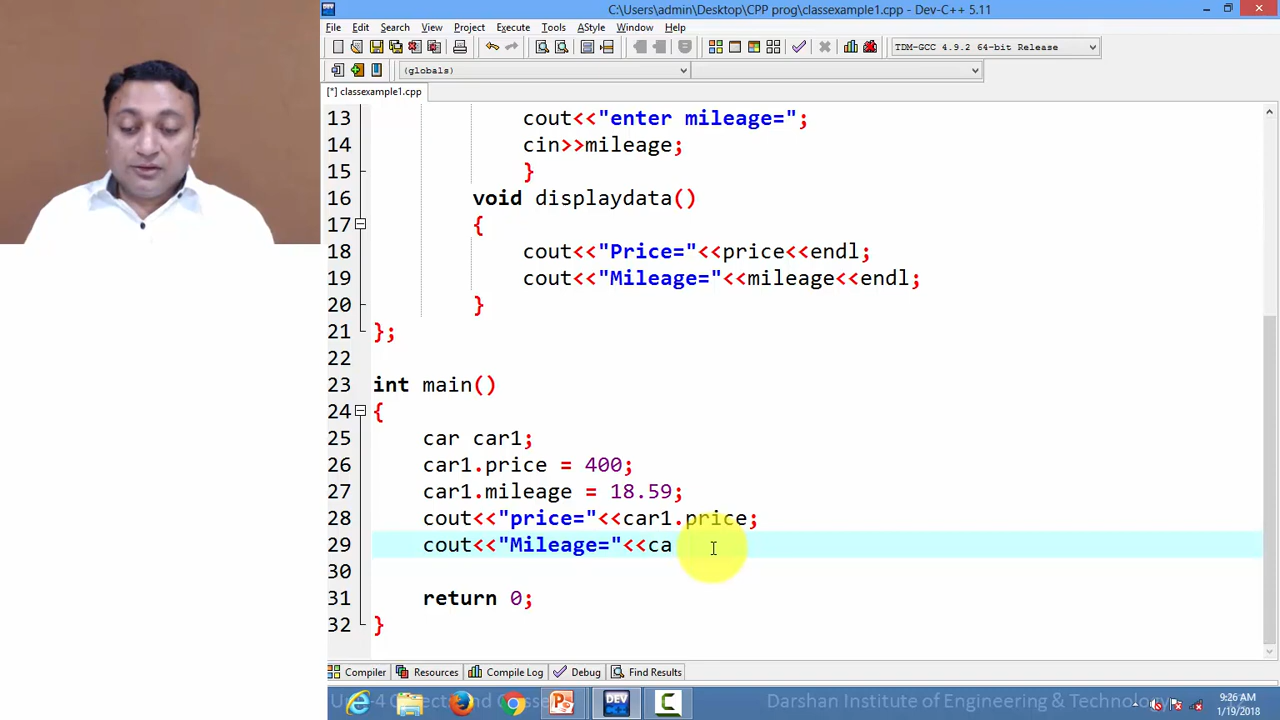 C:\Users\admin\Desktop\CPP prog\classexample1.cpp - Dev-C++ 5.11
File Edit Search View Project Execute Tools AStyle Window Help
TDM-GCC 4.9.2 64-bit Release
(globals)
[*] classexample1.cpp
13 cout<<"enter mileage=";
14 cin>>mileage;
15 }
16 void displaydata()
17 {
18 cout<<"Price="<<price<<endl;
19 cout<<"Mileage="<<mileage<<endl;
20 }
21 };
22
23 int main()
24 {
25 car car1;
26 car1.price = 400;
27 car1.mileage = 18.59;
28 cout<<"price="<<car1.price;
29 cout<<"Mileage="<<ca
30
31 return 0;
32 }
Compiler Resources Compile Log Debug Find Results
DEV
Darshan Institute of Engineering & Technology
9:26 AM
1/19/2018